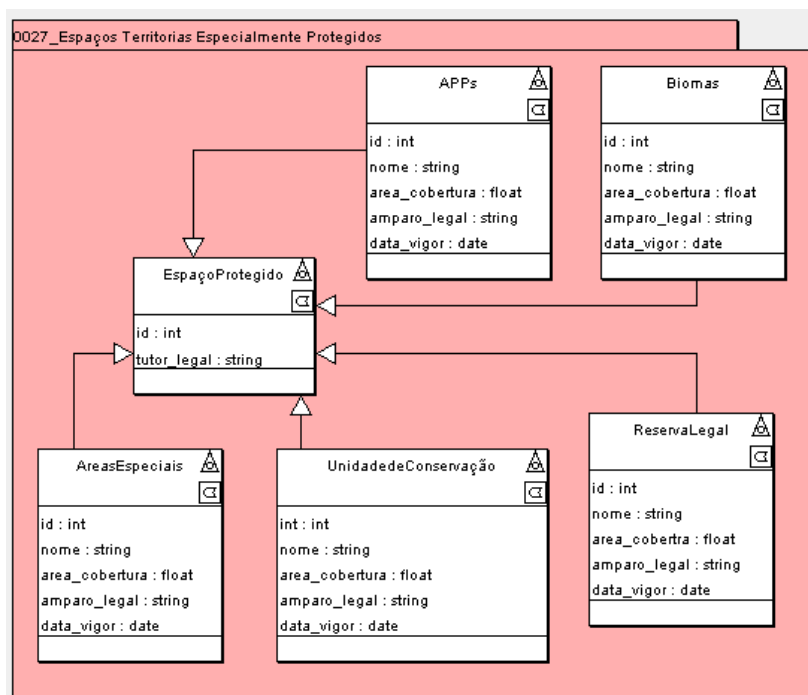 0027_Espaços Territorias Especialmente Protegidos
APPs
id : int
nome : string
area_cobertura : float
amparo_legal : string
data_vigor : date
Biomas
id : int
nome : string
area_cobertura : float
amparo_legal : string
data_vigor : date
EspaçoProtegido
id : int
tutor_legal : string
AreasEspeciais
id : int
nome : string
area_cobertura : float
amparo_legal : string
data_vigor : date
UnidadedeConservação
int : int
nome : string
area_cobertura : float
amparo_legal : string
data_vigor : date
ReservaLegal
id : int
nome : string
area_cobertra : float
amparo_legal : string
data_vigor : date